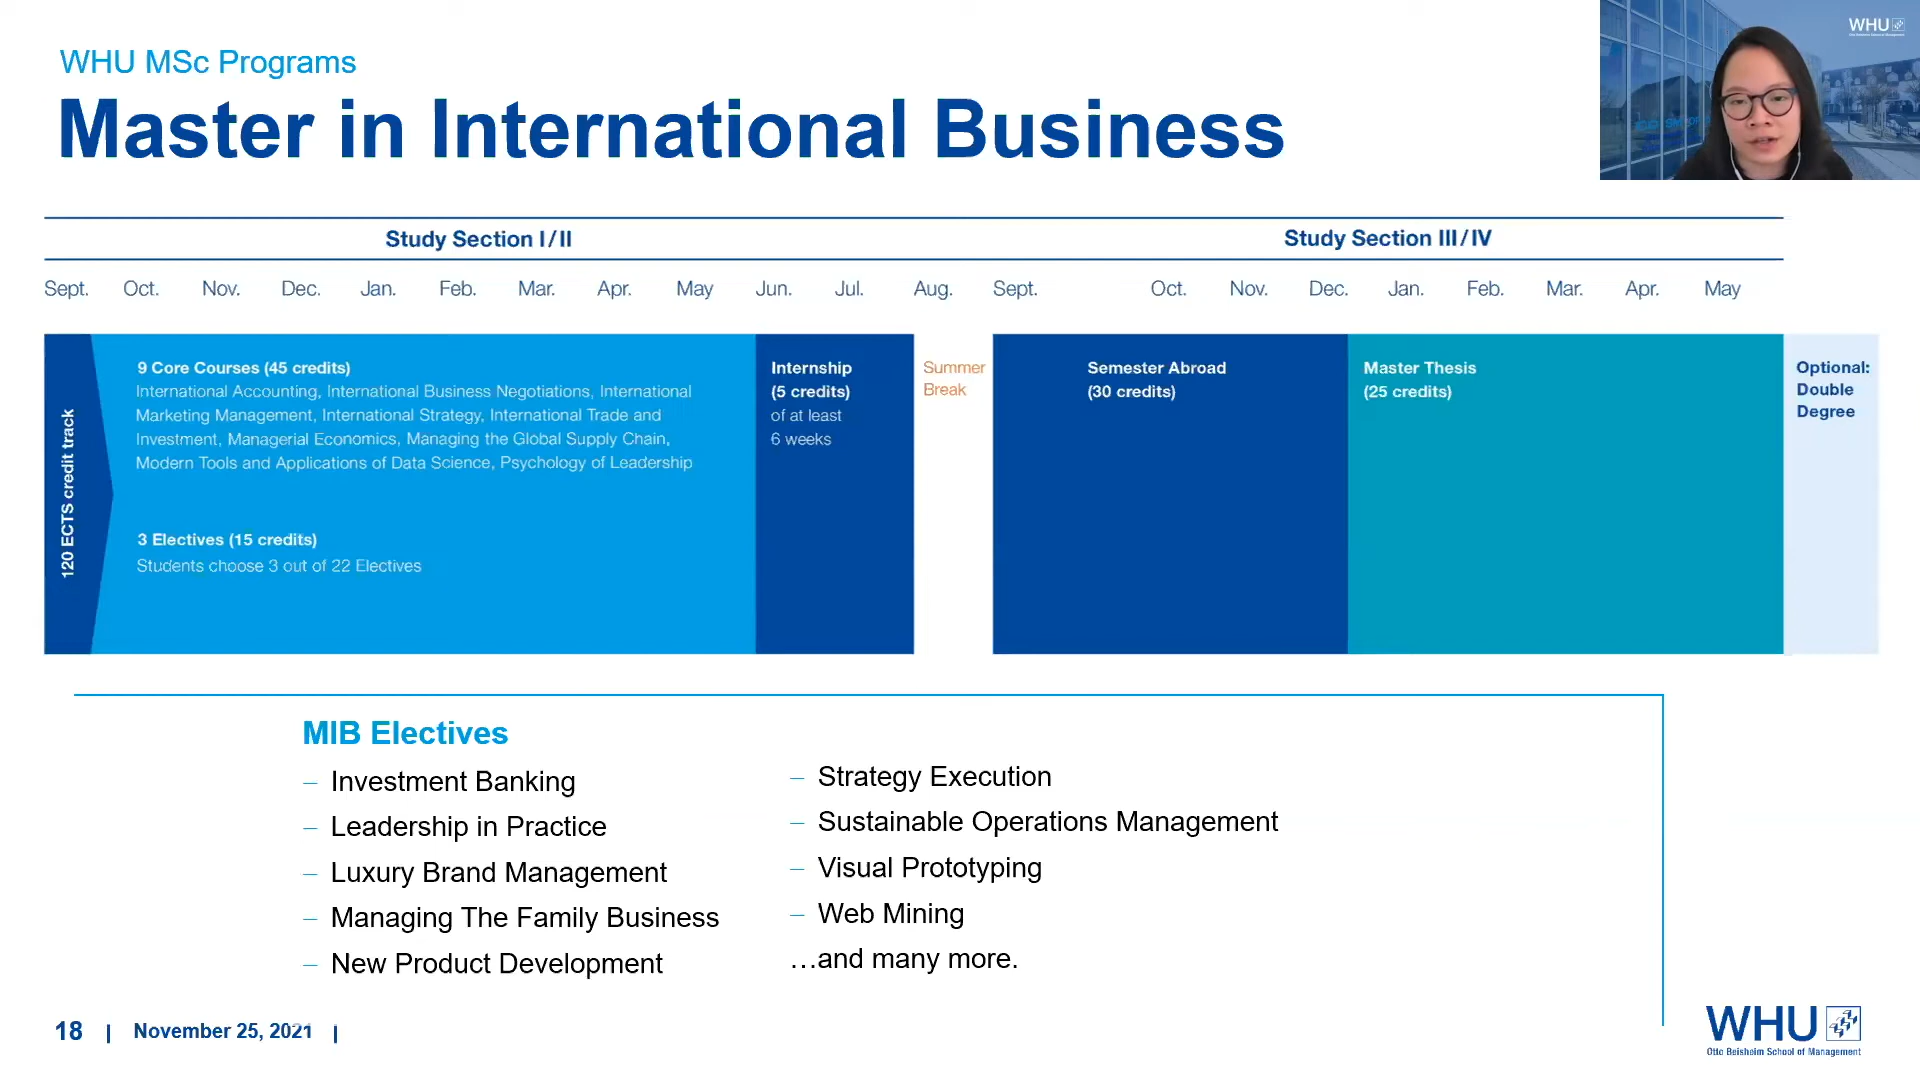 WHU MSc Programs
Master in International Business
WHU
Study Section I/II
Study Section III/IV
Sept. Oct. Nov. Dec. Jan. Feb. Mar. Apr. May Jun. Jul. Aug. Sept. Oct. Nov. Dec. Jan. Feb. Mar. Apr. May
120 ECTS credit track
9 Core Courses (45 credits)
International Accounting, International Business Negotiations, International
Marketing Management, International Strategy, International Trade and
Investment, Managerial Economics, Managing the Global Supply Chain,
Modern Tools and Applications of Data Science, Psychology of Leadership
3 Electives (15 credits)
Students choose 3 out of 22 Electives
Internship
(5 credits)
of at least
6 weeks
Summer
Break
Semester Abroad
(30 credits)
Master Thesis
(25 credits)
Optional:
Double
Degree
MIB Electives
– Investment Banking
– Leadership in Practice
– Luxury Brand Management
– Managing The Family Business
– New Product Development
– Strategy Execution
– Sustainable Operations Management
– Visual Prototyping
– Web Mining
…and many more.
18 | November 25, 2021 |
WHU
Otto Beisheim School of Management